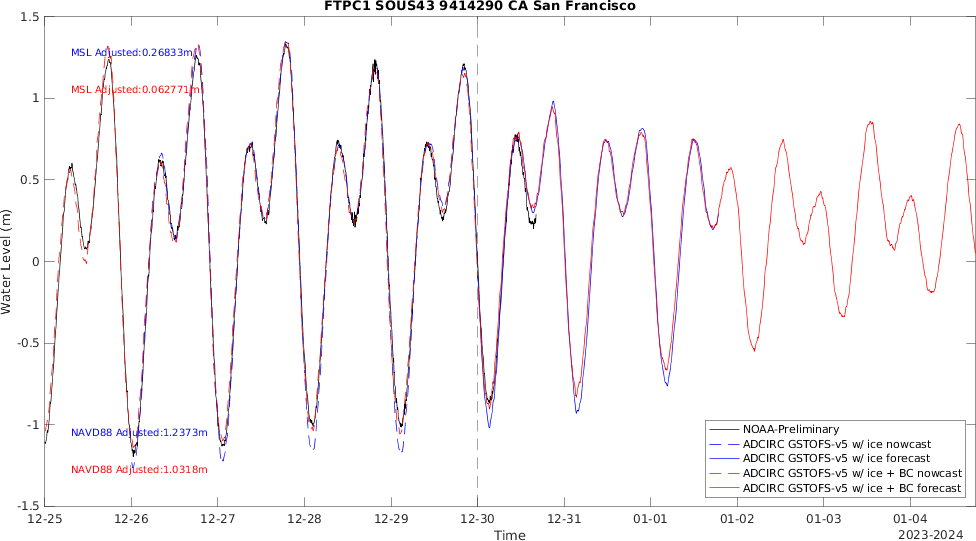 FTPC1 SOUS43 9414290 CA San Francisco
1.5
1
0.5
0
-0.5
-1
-1.5
Water Level (m)
MSL Adjusted:0.26833m
MSL Adjusted:0.062771m
NAVD88 Adjusted:1.2373m
NAVD88 Adjusted:1.0318m
NOAA-Preliminary
ADCIRC GSTOFS-v5 w/ ice nowcast
ADCIRC GSTOFS-v5 w/ ice forecast
ADCIRC GSTOFS-v5 w/ ice + BC nowcast
ADCIRC GSTOFS-v5 w/ ice + BC forecast
12-25 12-26 12-27 12-28 12-29 12-30 12-31 01-01 01-02 01-03 01-04
Time
2023-2024